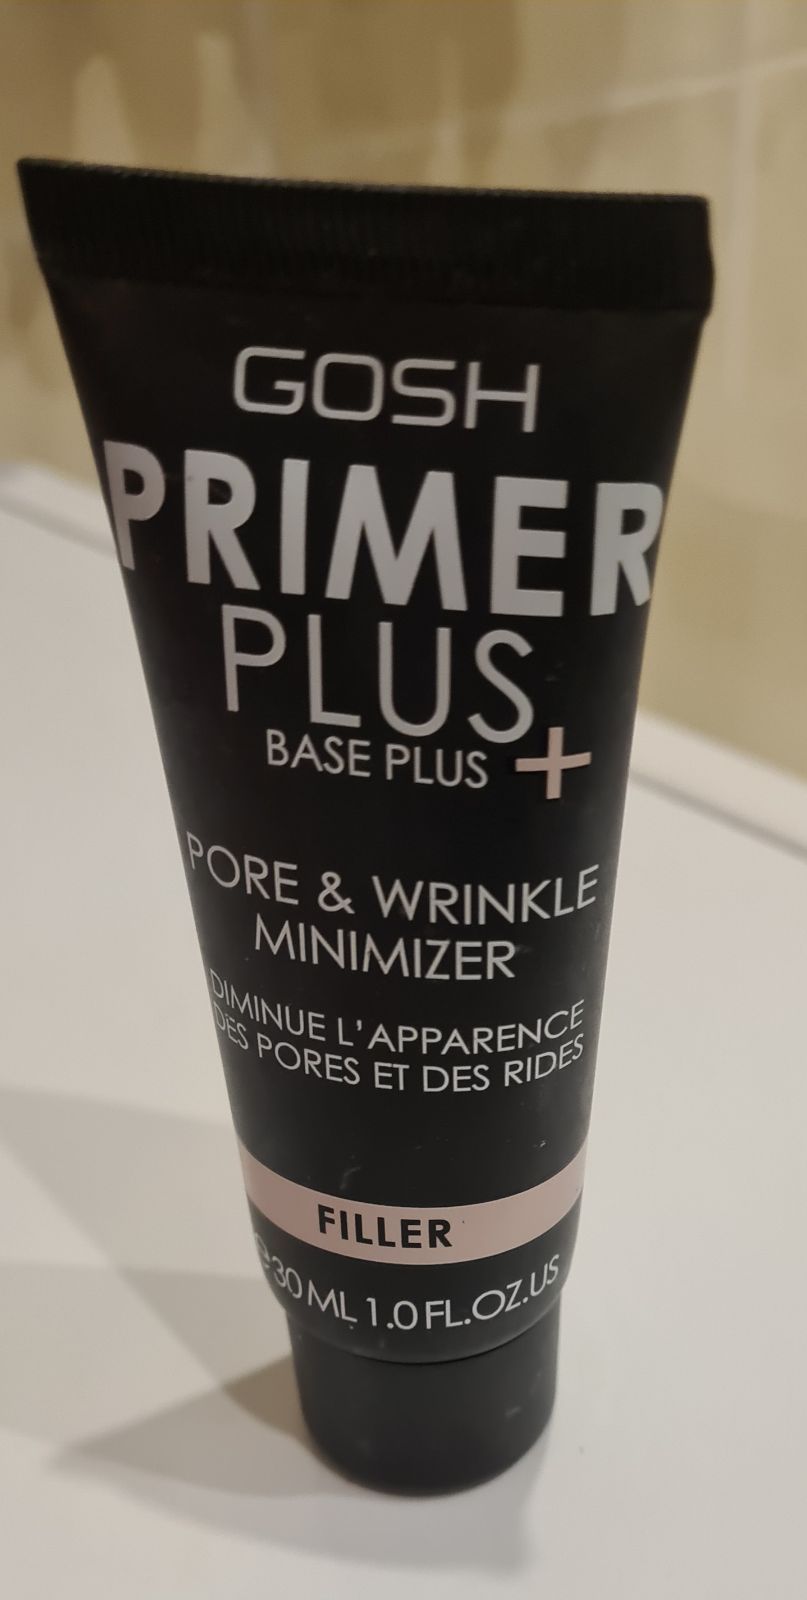 GOSH
PRIMER
PLUS
BASE PLUS +
PORE & WRINKLE
MINIMIZER
DIMINUE L'APPARENCE
DES PORES ET DES RIDES
FILLER
e 30 ML 1.0 FL.OZ.US